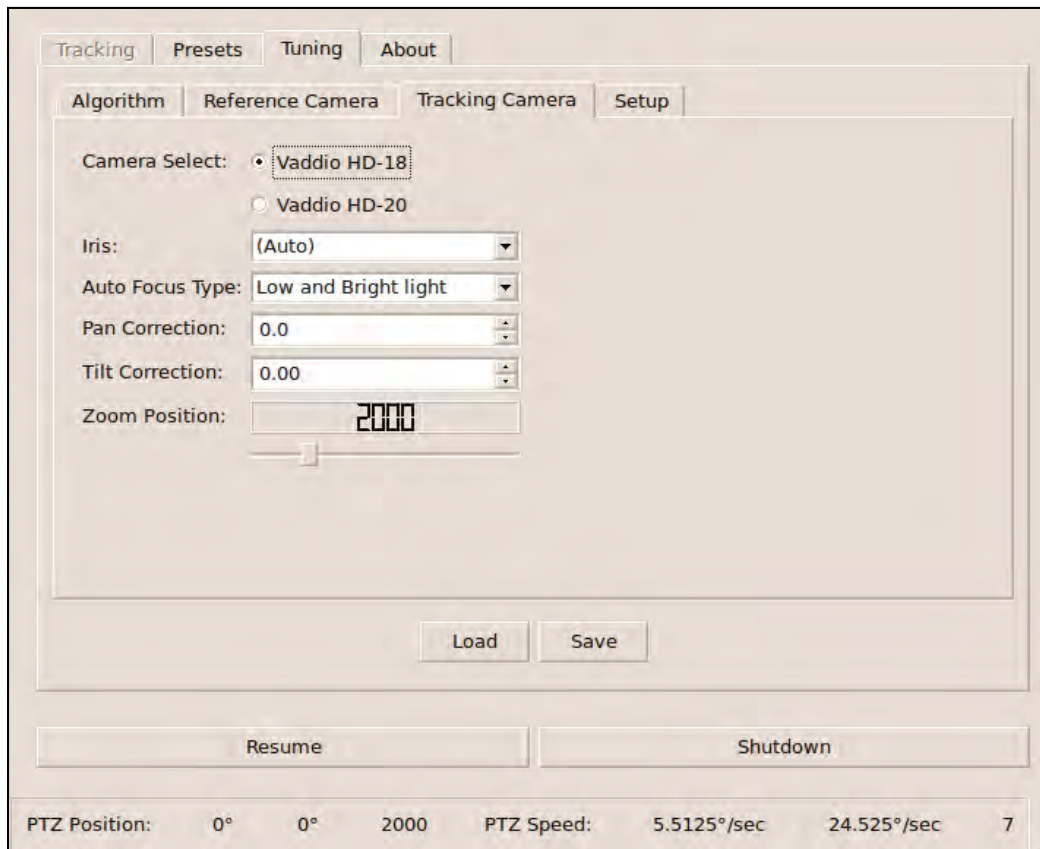 Tracking Presets Tuning About
Algorithm Reference Camera Tracking Camera Setup
Camera Select: Vaddio HD-18
Vaddio HD-20
Iris: (Auto)
Auto Focus Type: Low and Bright light
Pan Correction: 0.0
Tilt Correction: 0.00
Zoom Position: 2000
Load Save
Resume Shutdown
PTZ Position: 0° 0° 2000 PTZ Speed: 5.5125°/sec 24.525°/sec 7